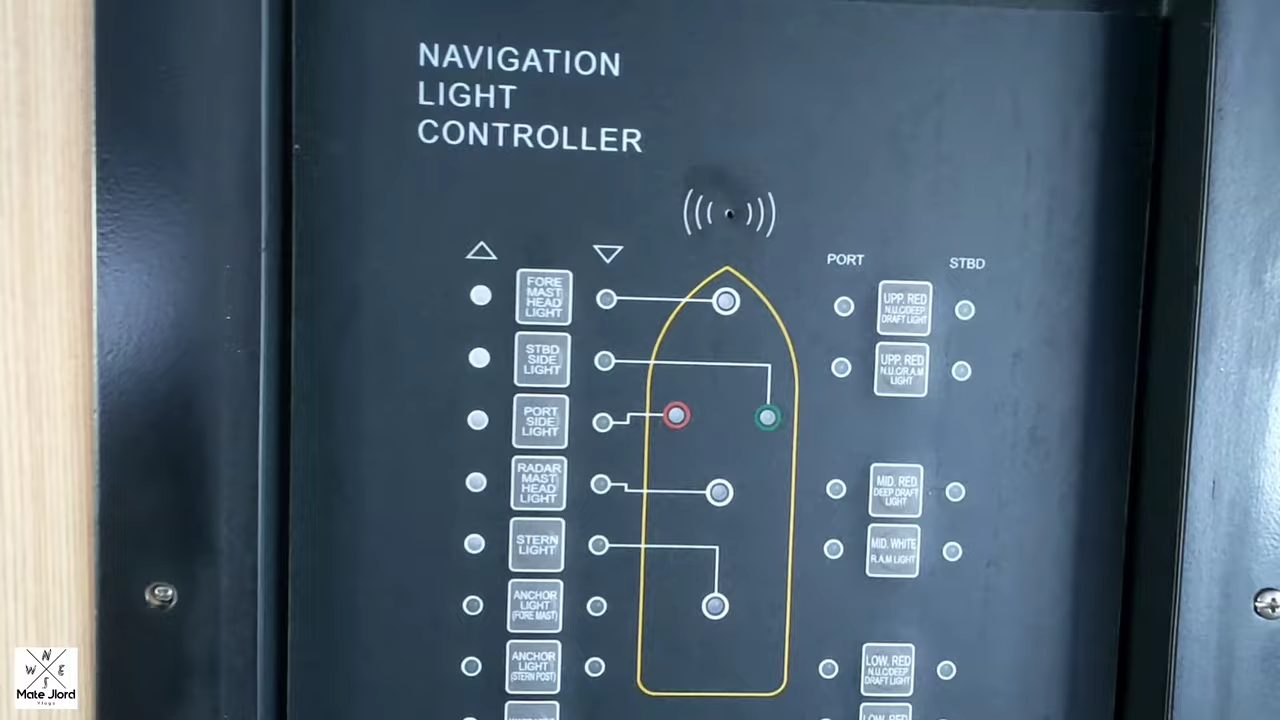 NAVIGATION
LIGHT
CONTROLLER
PORT
STBD
FORE
MAST
HEAD
LIGHT
STBD
SIDE
LIGHT
PORT
SIDE
LIGHT
RADAR
MAST
HEAD
LIGHT
STERN
LIGHT
ANCHOR
LIGHT
(FORE MAST)
ANCHOR
LIGHT
(STERN POST)
UPP. RED
N.U.C/DEEP
DRAFT LIGHT
UPP. RED
N.U.C/R.A.M
LIGHT
MID. RED
DEEP DRAFT
LIGHT
MID. WHITE
R.A.M LIGHT
LOW. RED
N.U.C/DEEP
DRAFT LIGHT
LOW. RED
N
W E
S
Mate Jlord
Vlogs